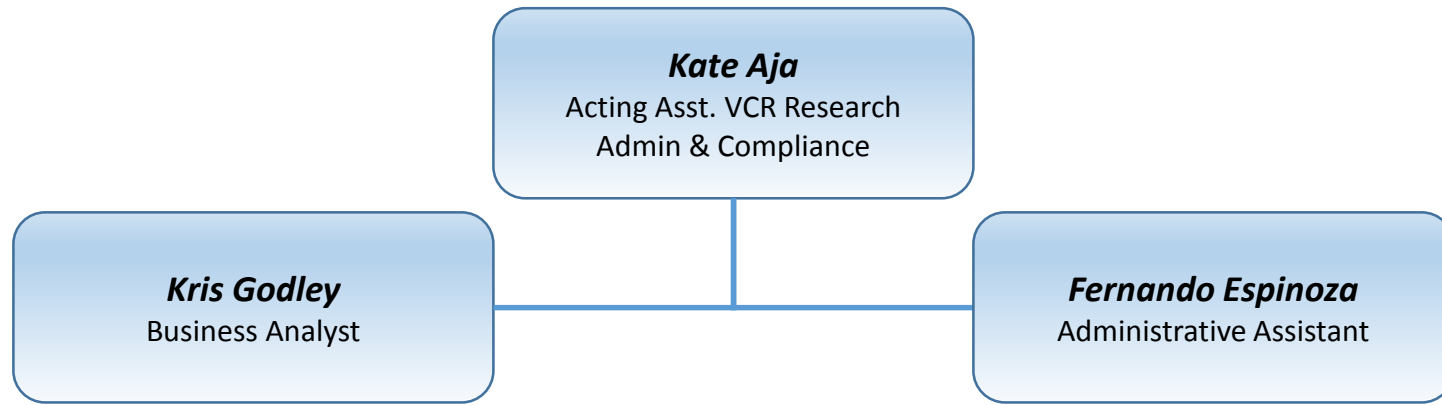 Kate Aja
Acting Asst. VCR Research
Admin & Compliance
Kris Godley
Business Analyst
Fernando Espinoza
Administrative Assistant